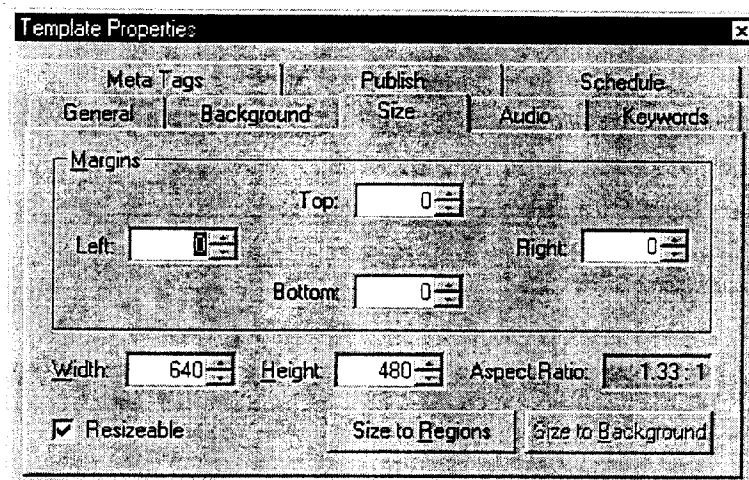 Template Properties
Meta Tags Publish Schedule
General Background Size Audio Keywords
Margins
Top: 0
Left: 0 Right: 0
Bottom: 0
Width: 640 Height: 480 Aspect Ratio: 1.33 : 1
Resizeable Size to Regions Size to Background